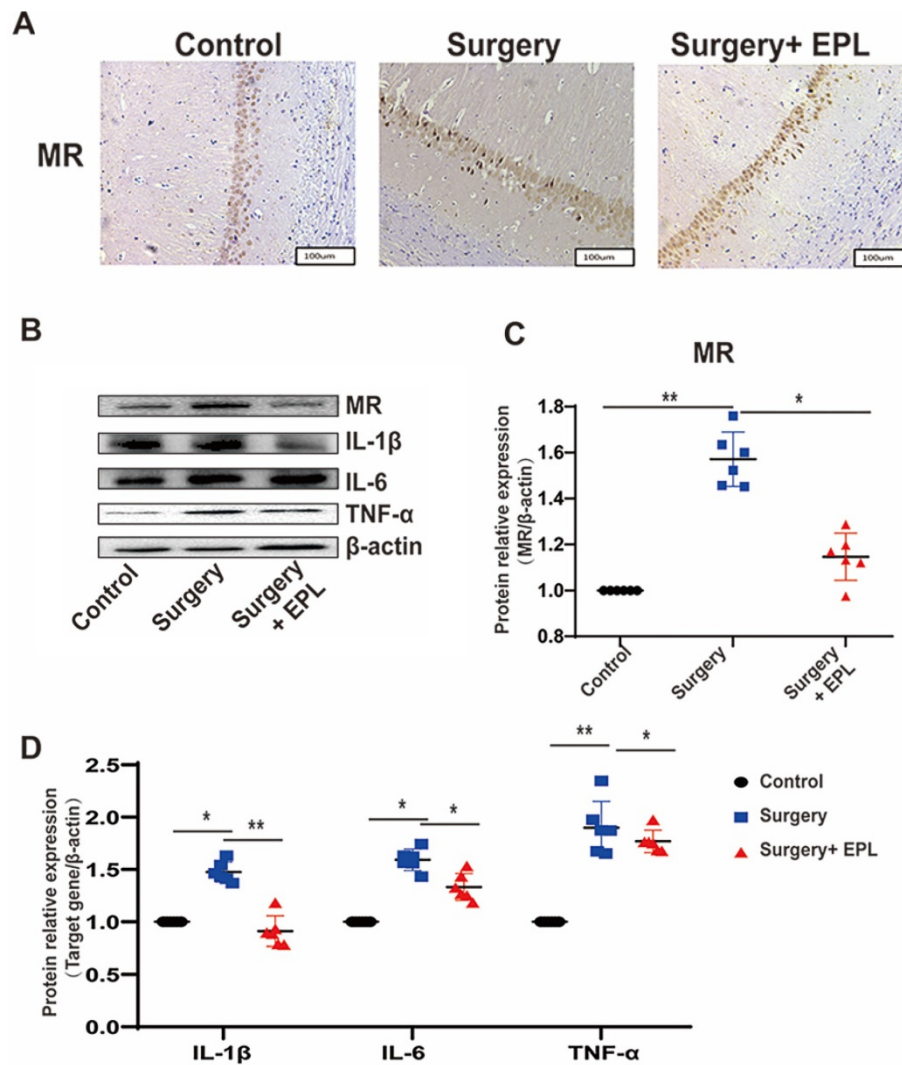 A
Control
Surgery
Surgery+ EPL
MR
100um
100um
100um
B
MR
IL-1β
IL-6
TNF-α
β-actin
Control
Surgery
Surgery
+ EPL
C
MR
**
*
Protein relative expression
(MR/β-actin)
1.8
1.6
1.4
1.2
1.0
0.8
Control
Surgery
Surgery
+ EPL
D
Protein relative expression
(Target gene/β-actin)
2.5
2.0
1.5
1.0
0.5
0.0
*
**
*
*
**
*
IL-1β
IL-6
TNF-α
Control
Surgery
Surgery+ EPL